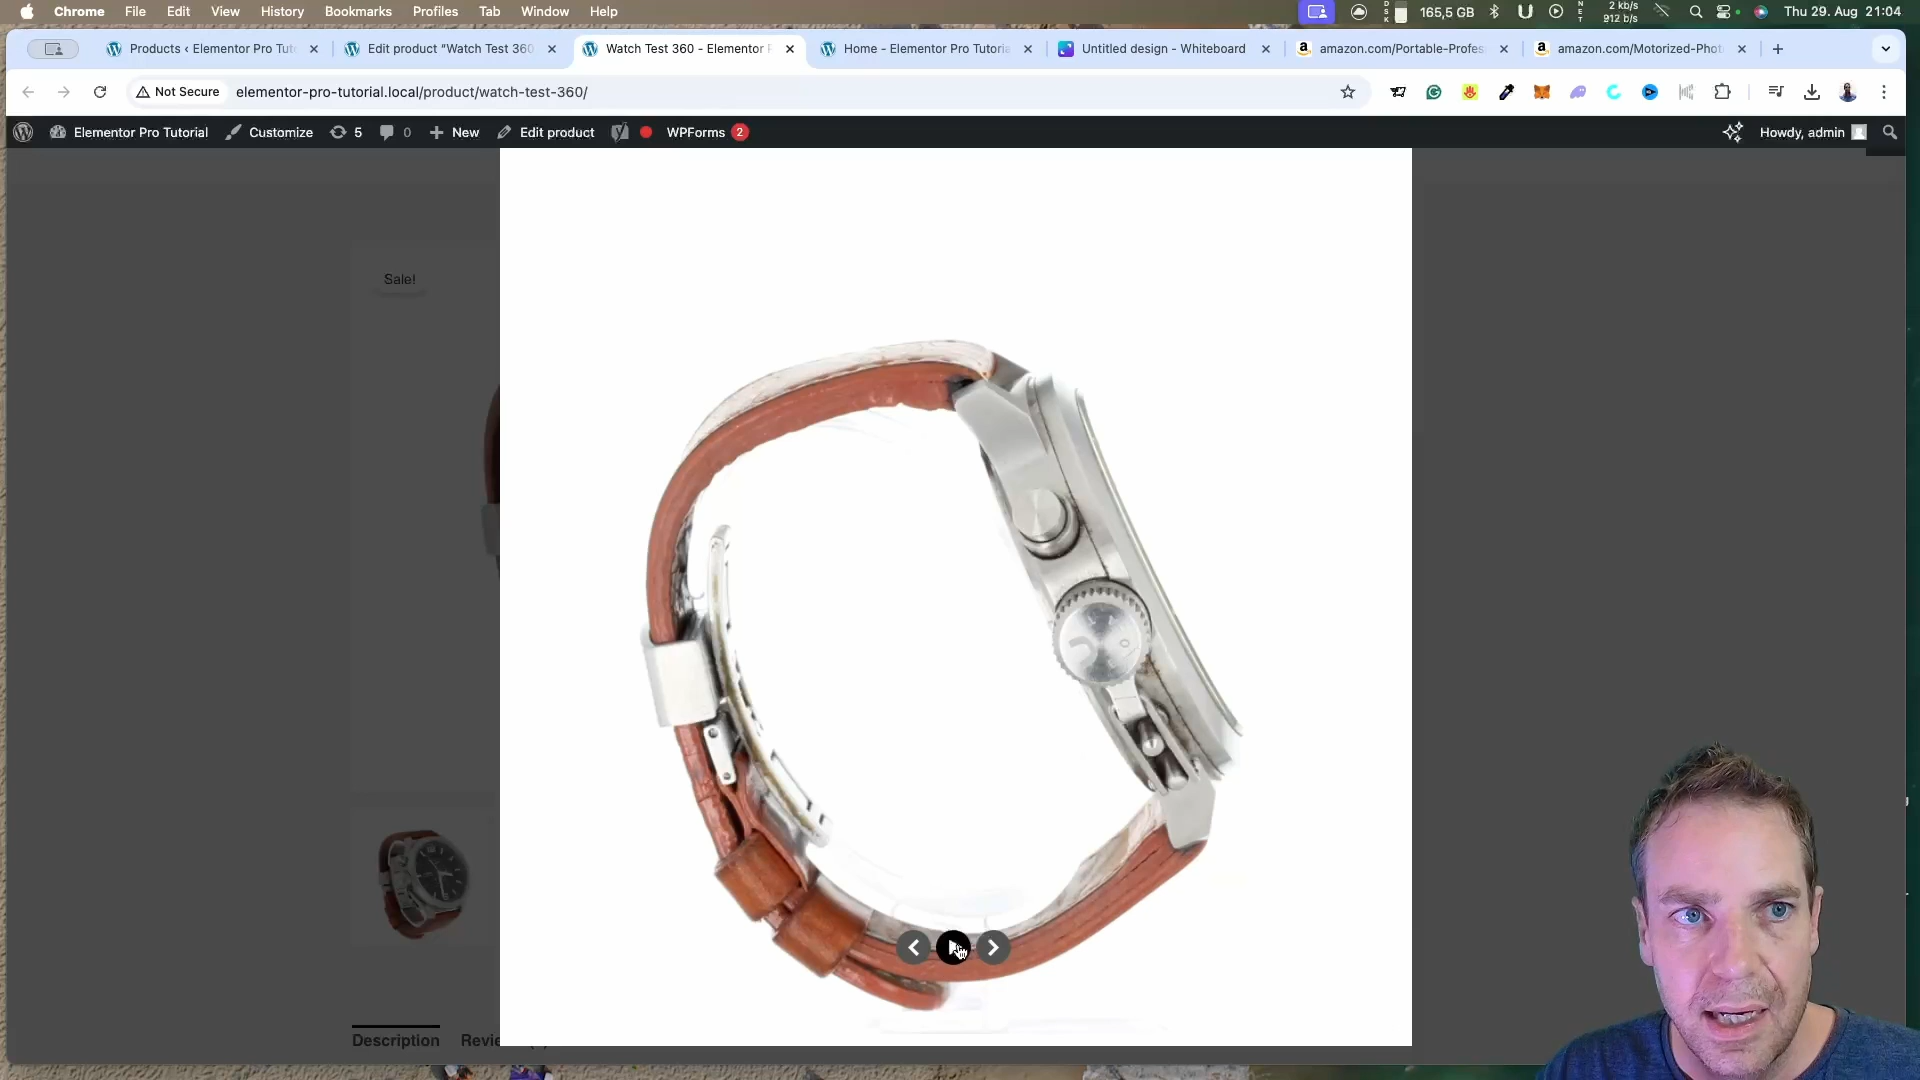 Chrome File Edit View History Bookmarks Profiles Tab Window Help
165,5 GB
2 kb/s
912 b/s
Thu 29. Aug 21:04
Products ‹ Elementor Pro Tut
Edit product "Watch Test 360
Watch Test 360 - Elementor P
Home - Elementor Pro Tutoria
Untitled design - Whiteboard
amazon.com/Portable-Profes
amazon.com/Motorized-Phot
Not Secure
elementor-pro-tutorial.local/product/watch-test-360/
Elementor Pro Tutorial Customize 5 0 New Edit product WPForms 2
Howdy, admin
Sale!
Description
Revie